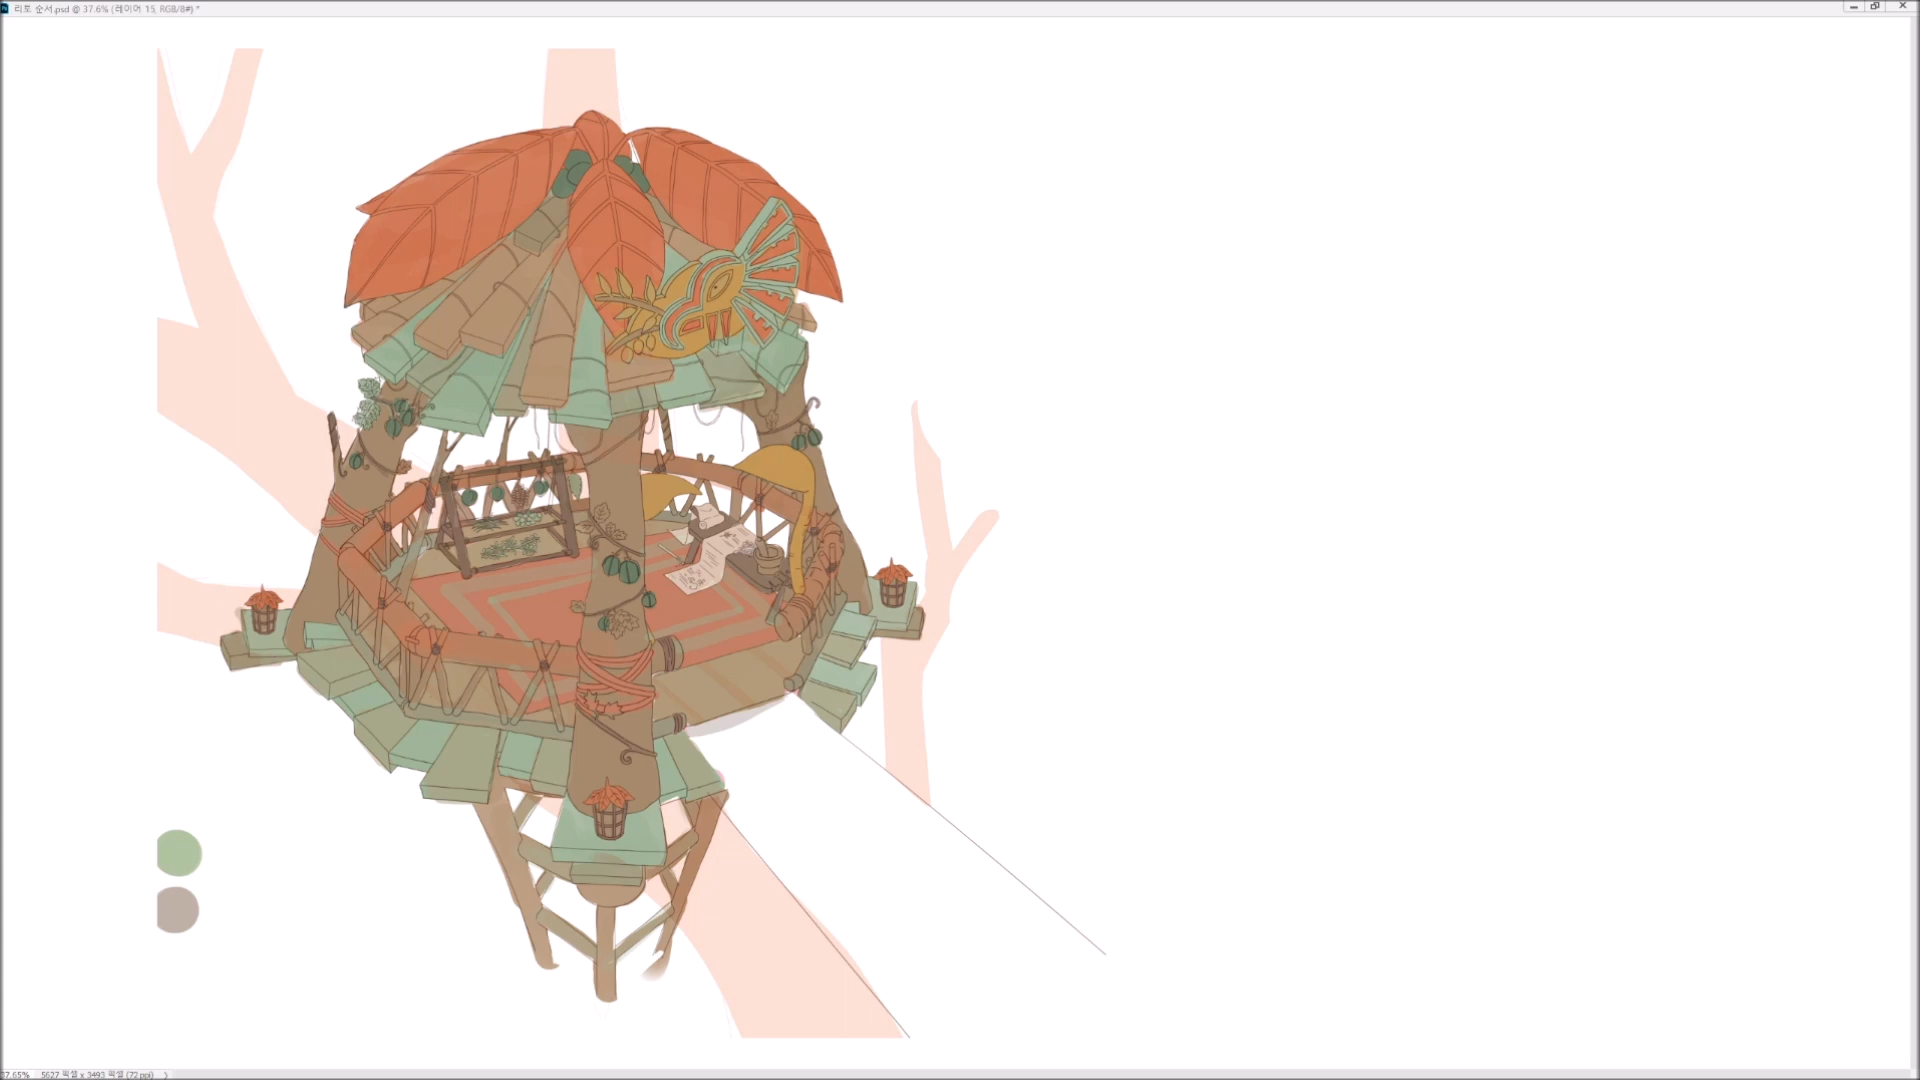 리토 순서.psd @ 37.6% (레이어 15, RGB/8#) *
37.65% 5627 픽셀 x 3493 픽셀 (72 ppi)